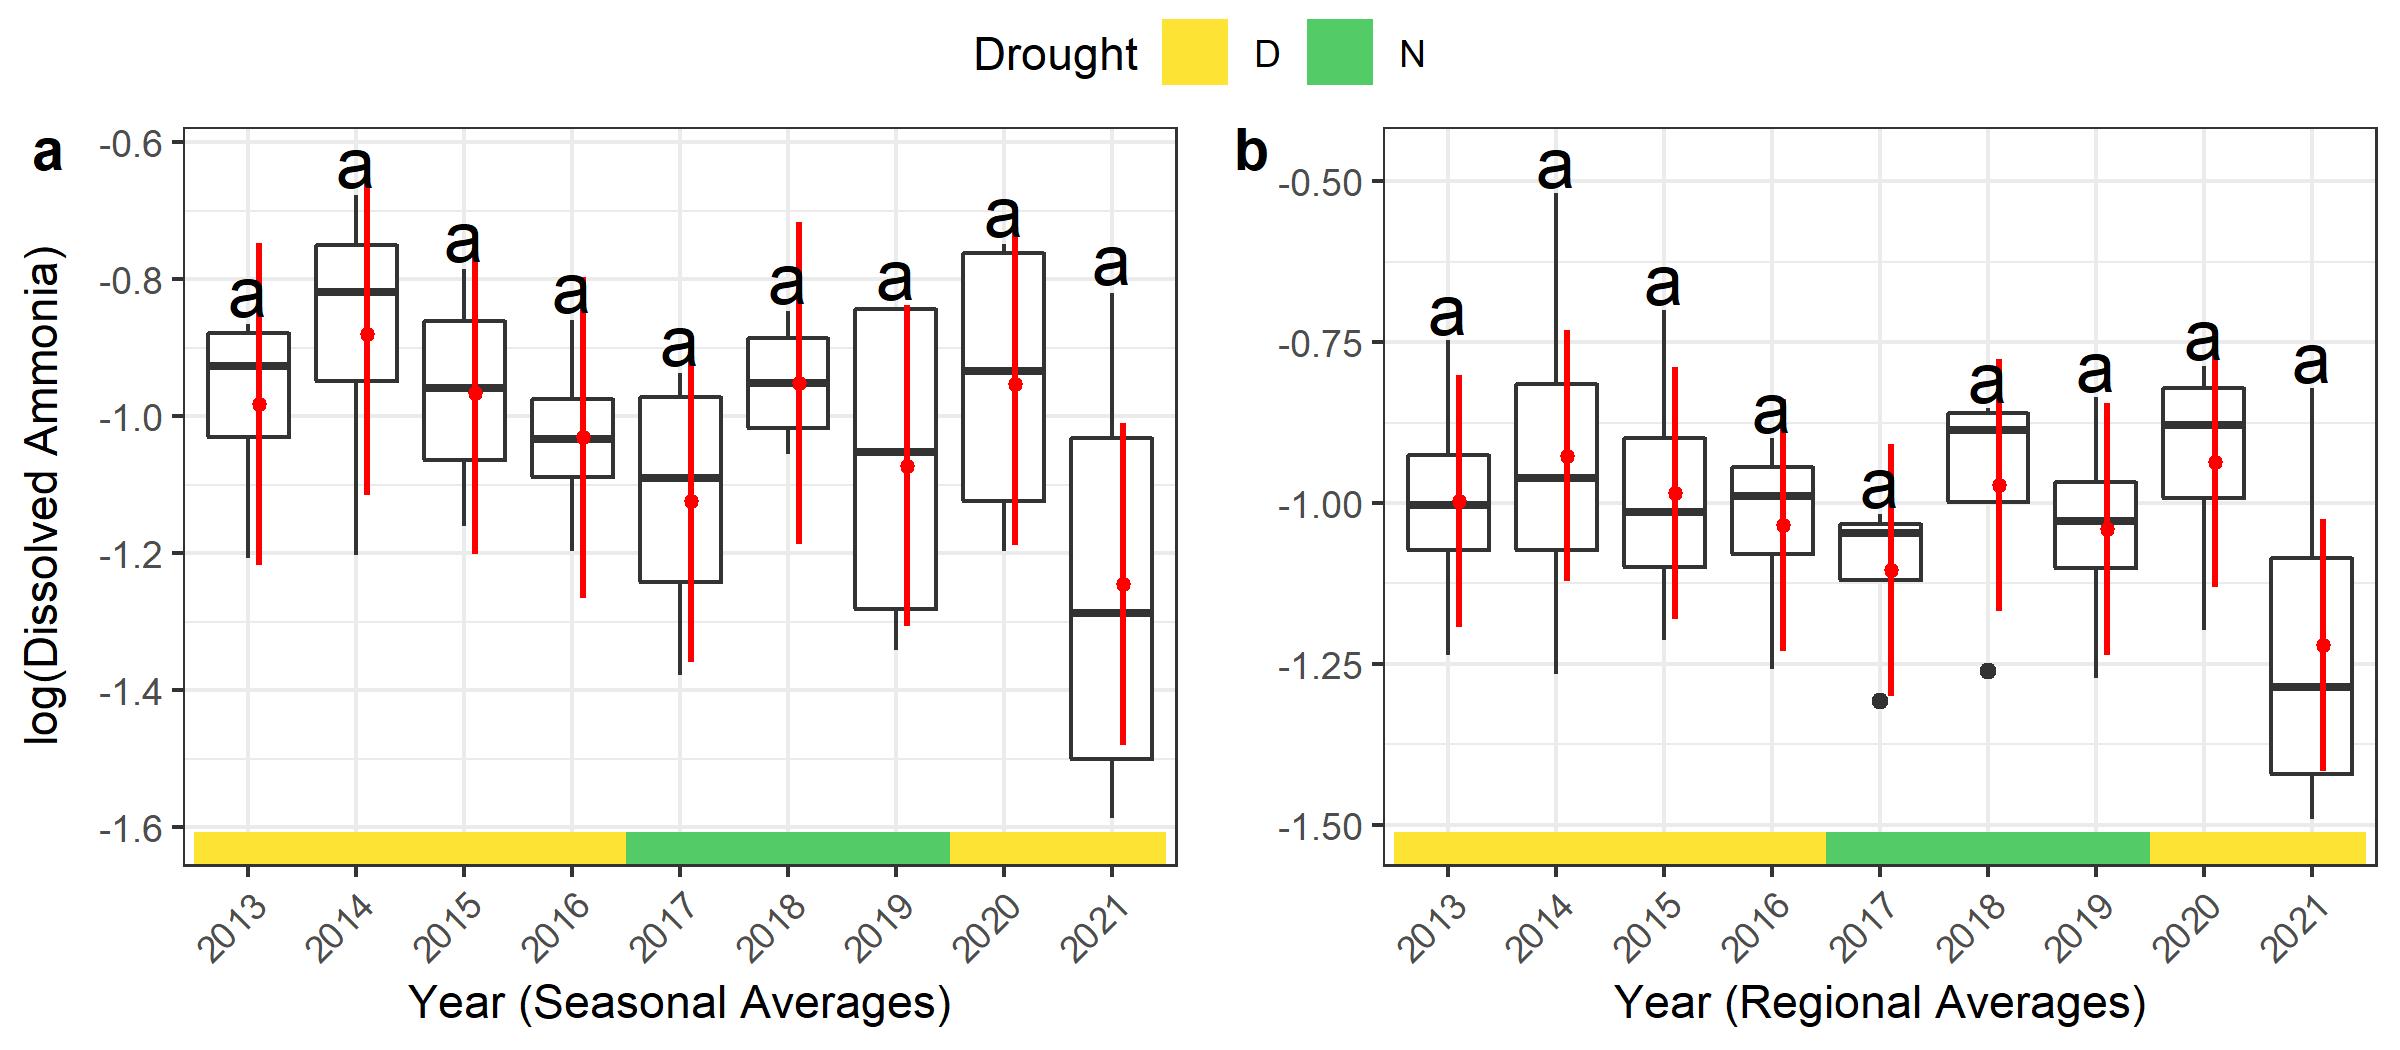 Drought D N
a
-0.6
-0.8
-1.0
-1.2
-1.4
-1.6
log(Dissolved Ammonia)
a a a a a a a a a
2013 2014 2015 2016 2017 2018 2019 2020 2021
Year (Seasonal Averages)
b
-0.50
-0.75
-1.00
-1.25
-1.50
a a a a a a a a a
2013 2014 2015 2016 2017 2018 2019 2020 2021
Year (Regional Averages)